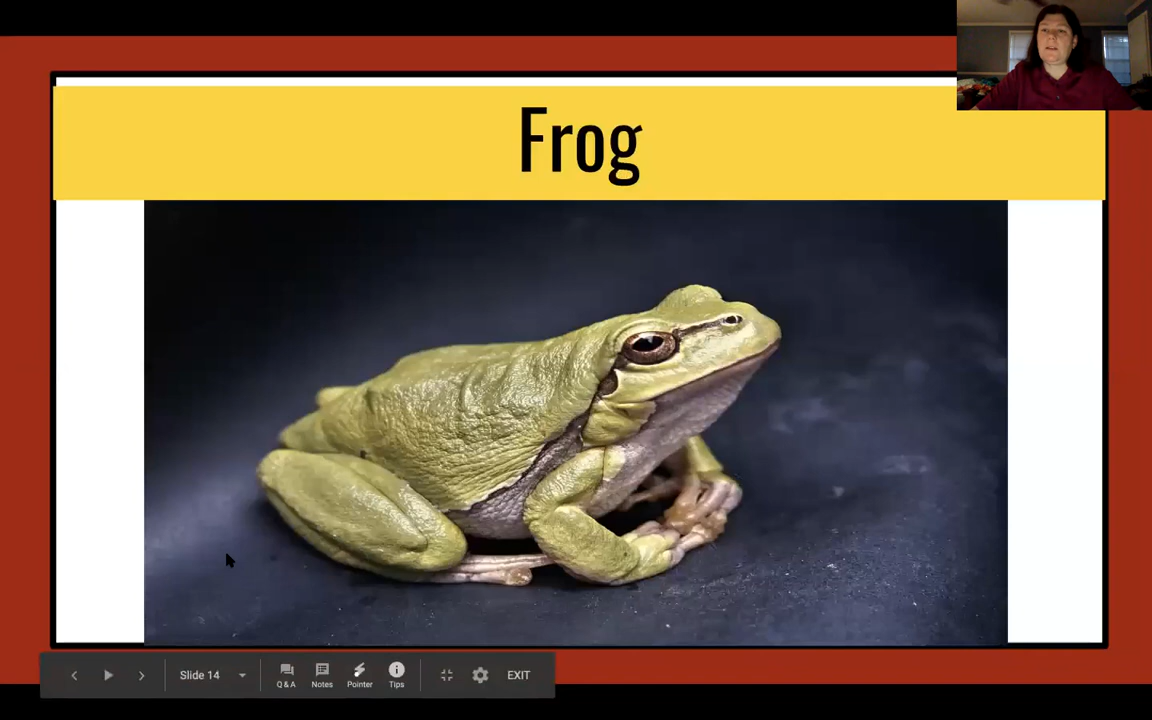 Frog
Slide 14
Q & A
Notes
Pointer
Tips
EXIT